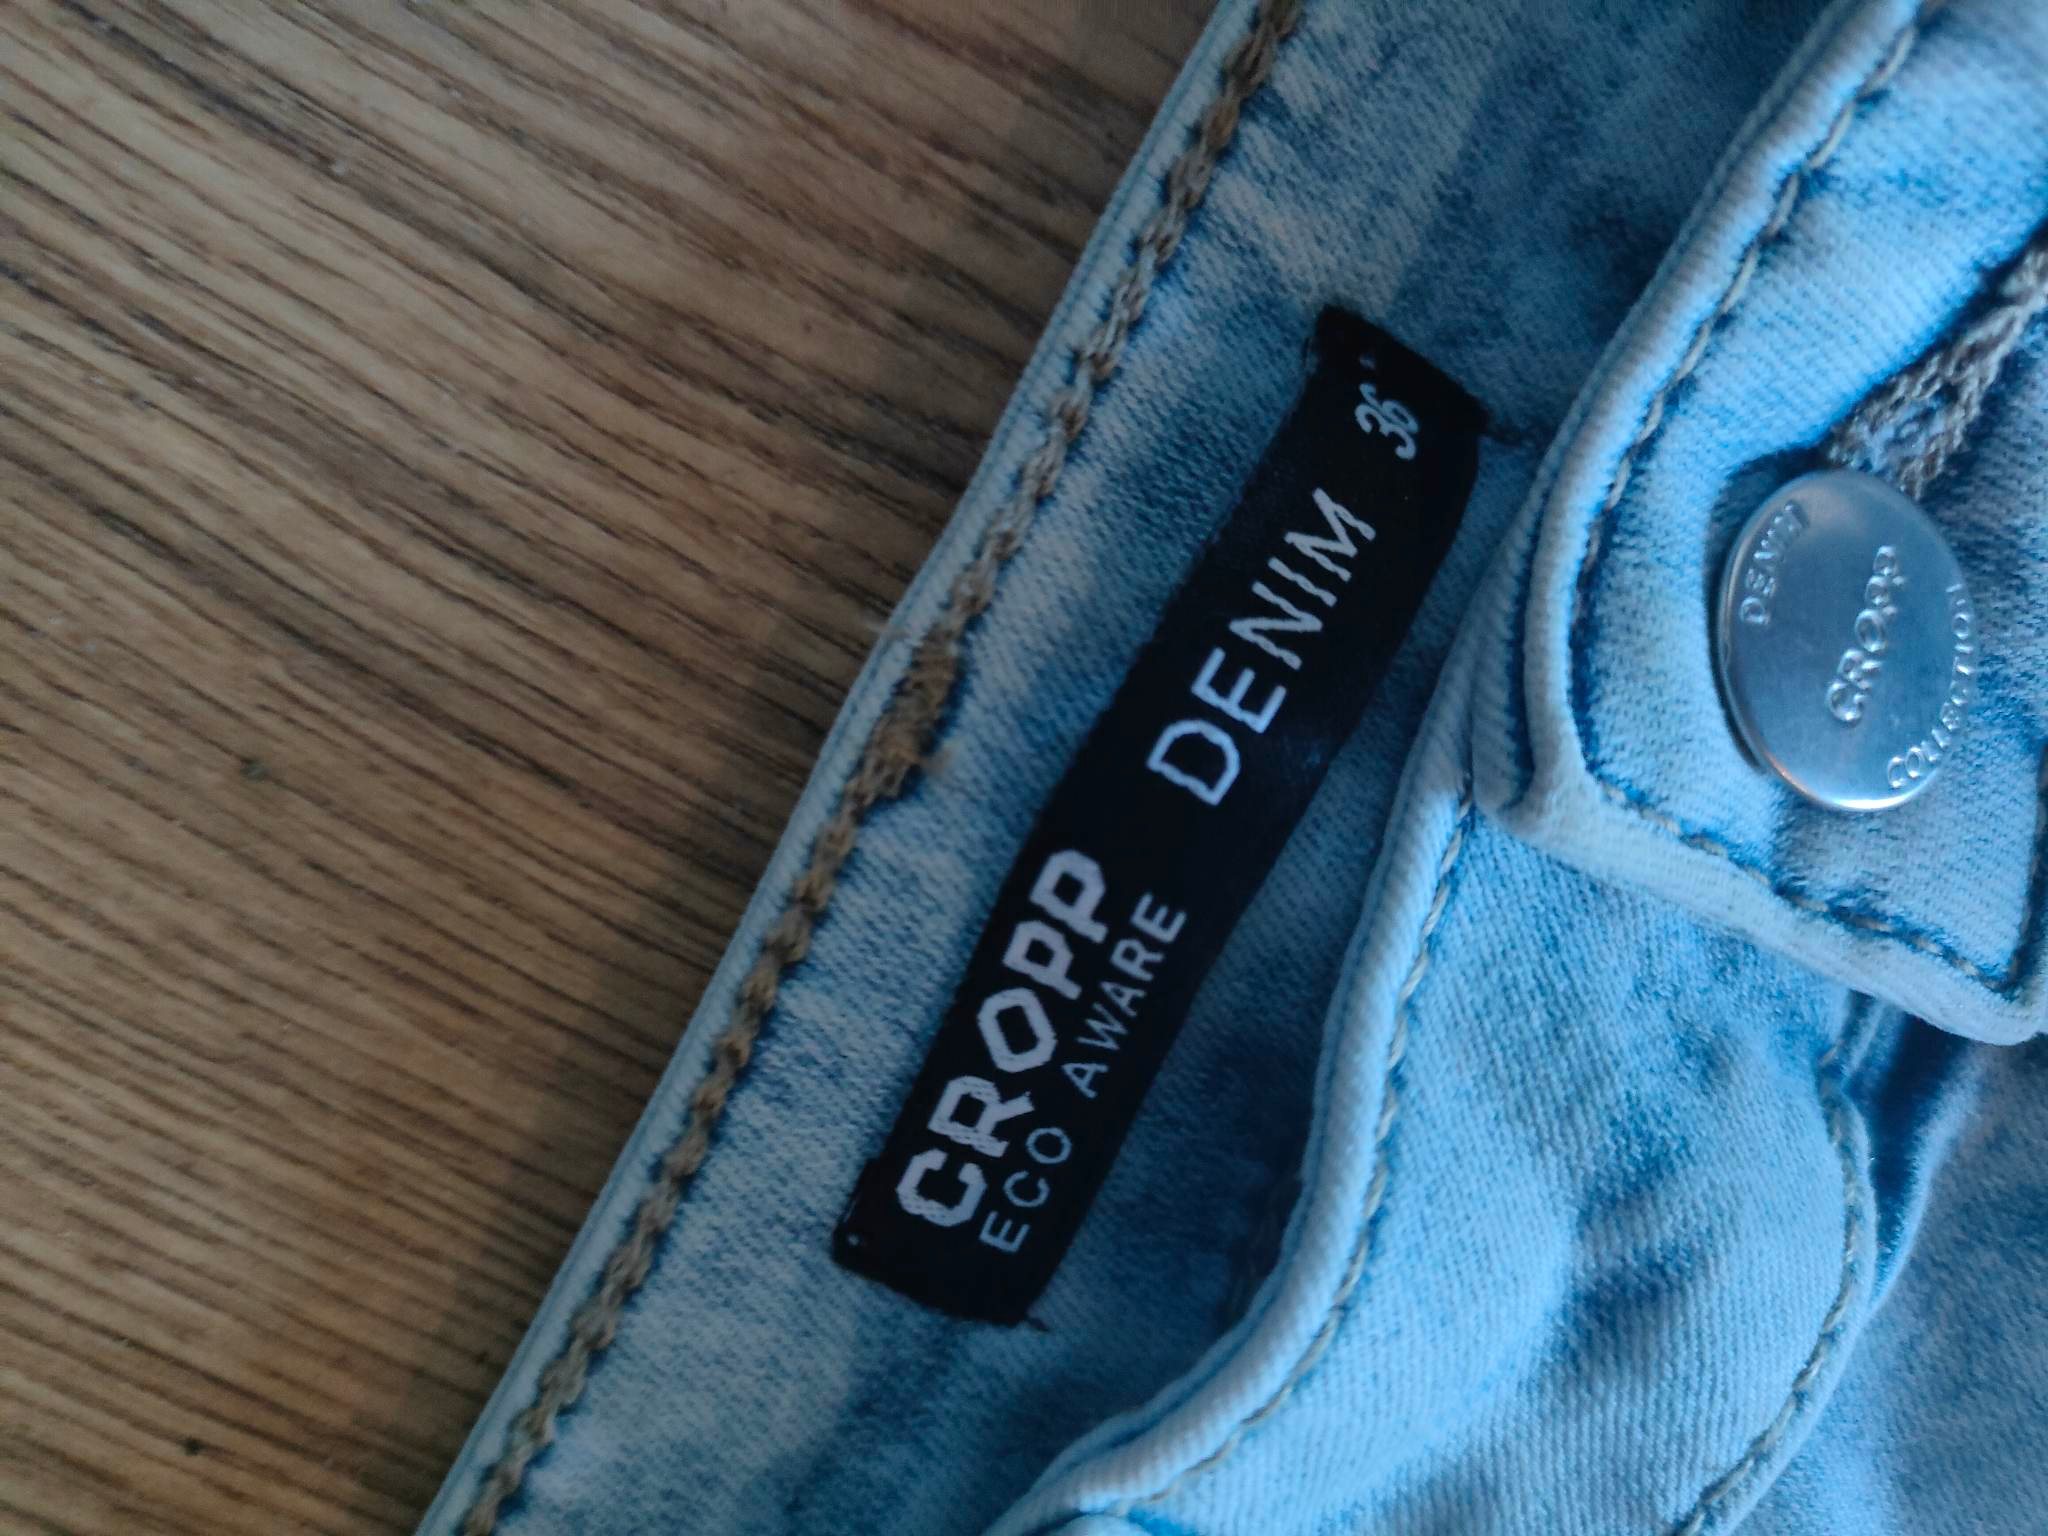 CROPP DENIM 36
ECO AWARE
DENIM
CROPP
COLLECTION